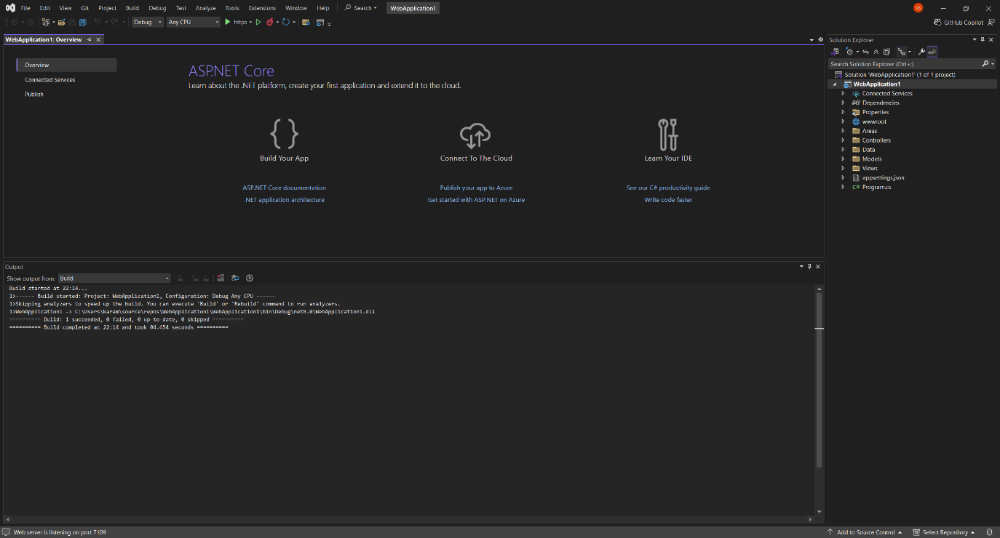 File Edit View Git Project Build Debug Test Analyze Tools Extensions Window Help Search WebApplication1 KS
Debug Any CPU https GitHub Copilot
WebApplication1: Overview
Overview
Connected Services
Publish
ASP.NET Core
Learn about the .NET platform, create your first application and extend it to the cloud.
Build Your App
Connect To The Cloud
Learn Your IDE
ASP.NET Core documentation
Publish your app to Azure
See our C# productivity guide
.NET application architecture
Get started with ASP.NET on Azure
Write code faster
Output
Show output from: Build
Build started at 22:14...
1>------ Build started: Project: WebApplication1, Configuration: Debug Any CPU ------
1>Skipping analyzers to speed up the build. You can execute 'Build' or 'Rebuild' command to run analyzers.
1>WebApplication1 -> C:\Users\karam\source\repos\WebApplication1\WebApplication1\bin\Debug\net8.0\WebApplication1.dll
========== Build: 1 succeeded, 0 failed, 0 up-to-date, 0 skipped ==========
========== Build completed at 22:14 and took 04.454 seconds ==========
Solution Explorer
Search Solution Explorer (Ctrl+;)
Solution 'WebApplication1' (1 of 1 project)
WebApplication1
Connected Services
Dependencies
Properties
wwwroot
Areas
Controllers
Data
Models
Views
appsettings.json
C# Program.cs
Web server is listening on port 7109
Add to Source Control Select Repository